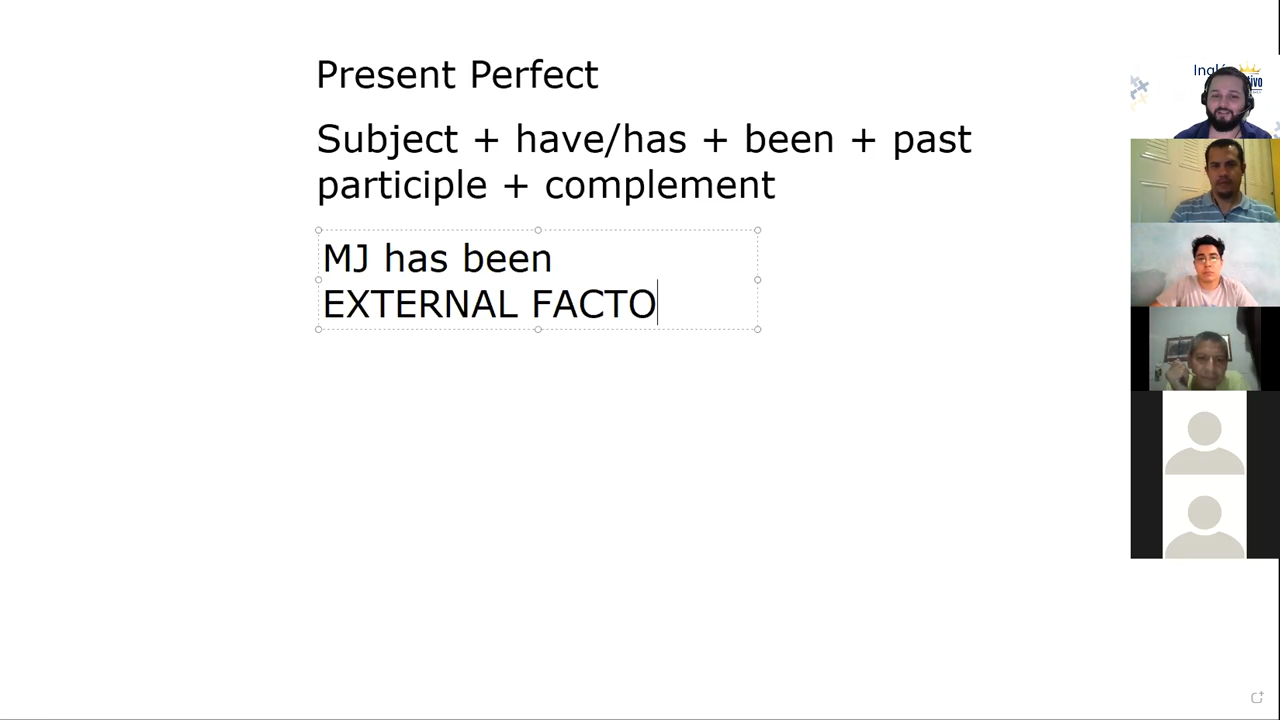 Present Perfect
Subject + have/has + been + past
participle + complement
MJ has been
EXTERNAL FACTO